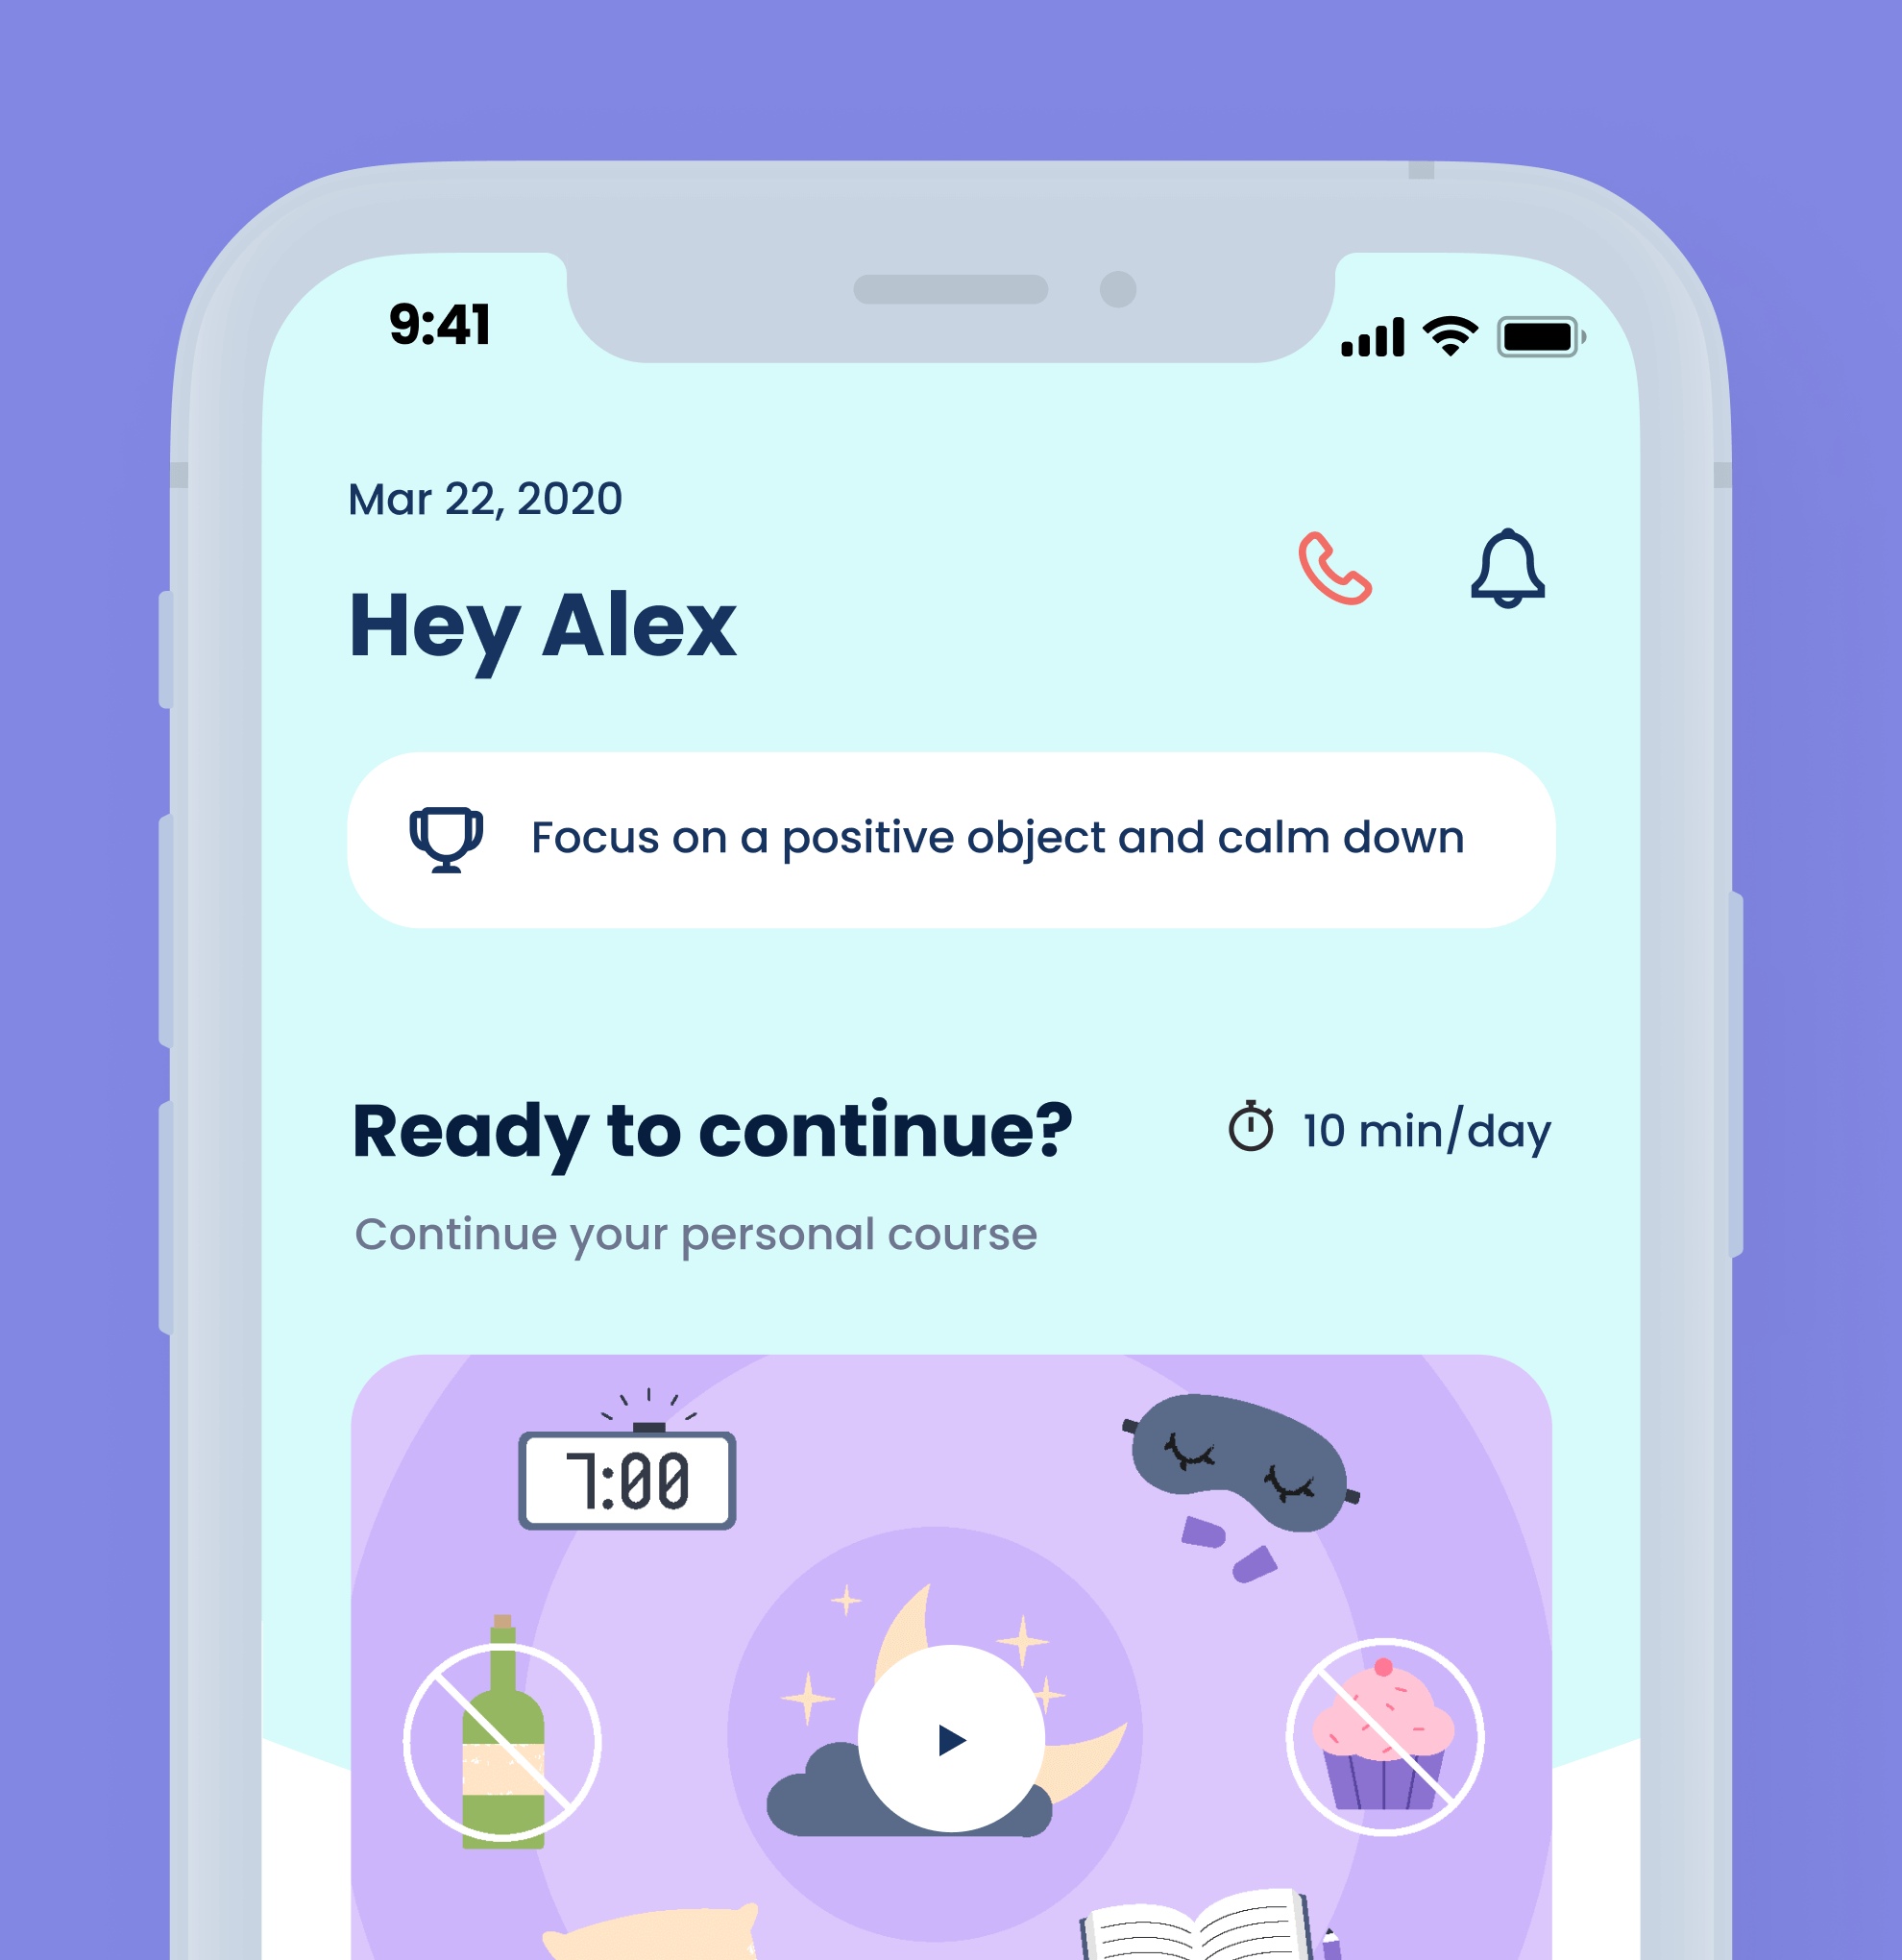 9:41
Mar 22, 2020
Hey Alex
Focus on a positive object and calm down
Ready to continue?
10 min/day
Continue your personal course
7:00